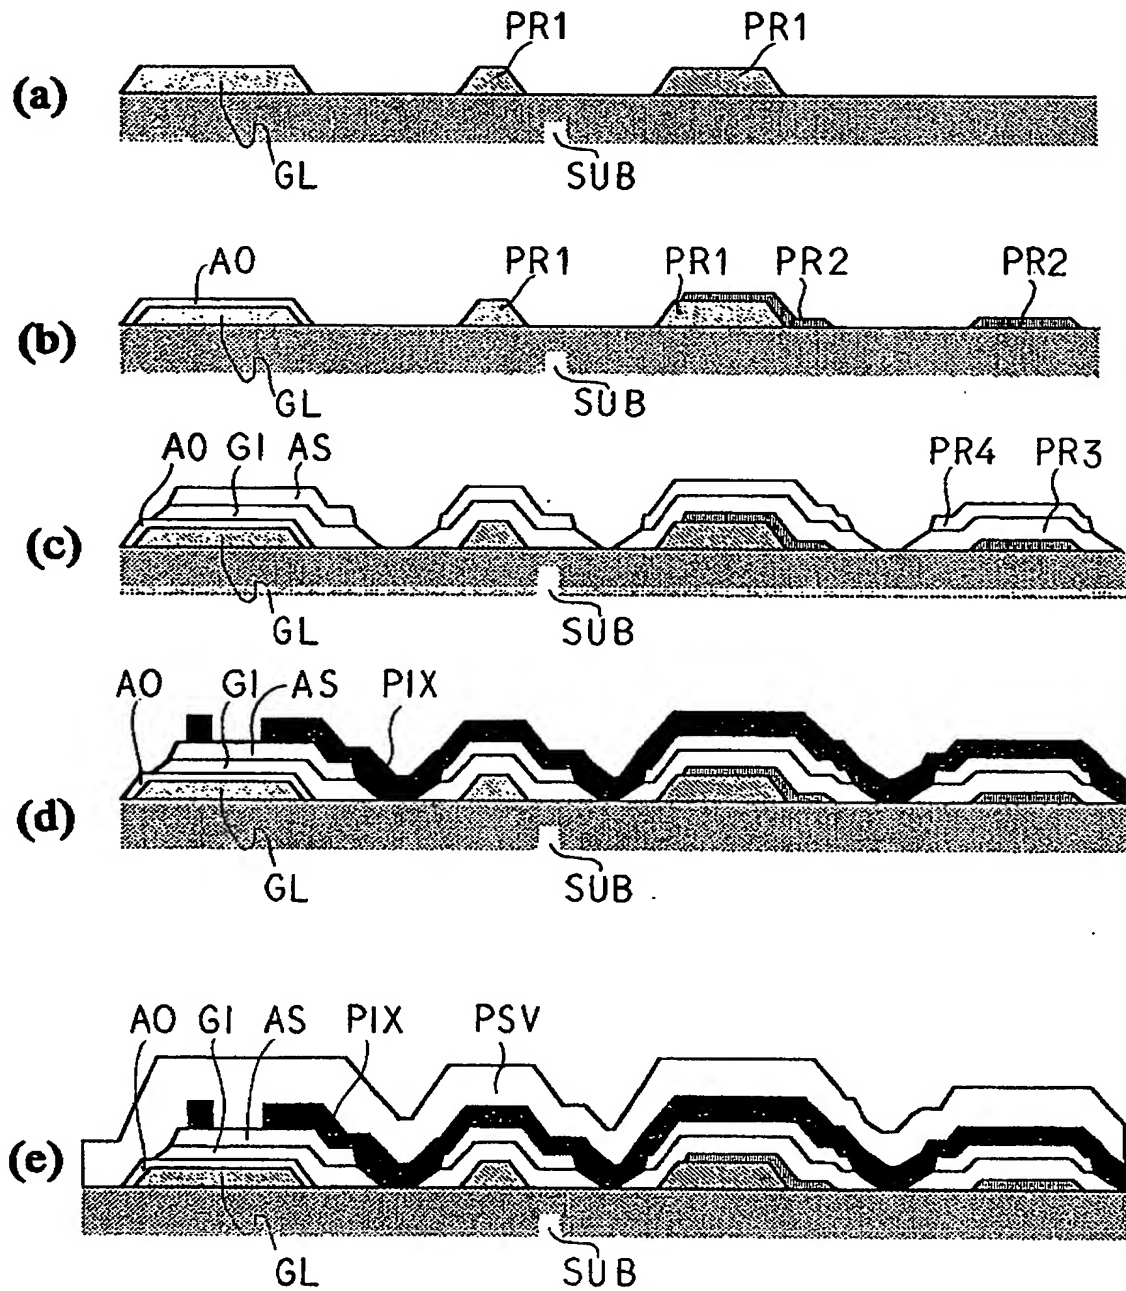 PR1 PR1
(a)
GL SUB
AO PR1 PR1 PR2 PR2
(b)
GL SUB
AO GI AS PR4 PR3
(c)
GL SUB
AO GI AS PIX
(d)
GL SUB
AO GI AS PIX PSV
(e)
GL SUB